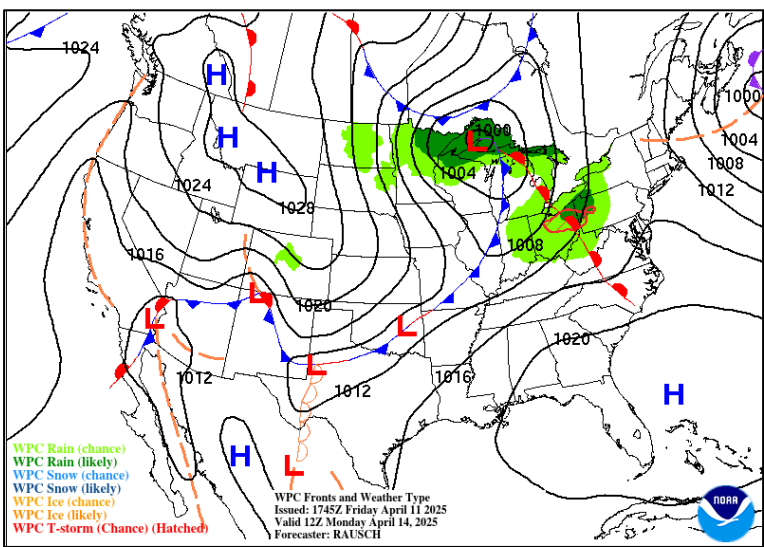 1024
H
1000
H
L
1000
1004
1004
H
1008
1024
1012
1028
1008
1016
L
1020
L
L
1020
L
1012
1016
1012
H
H
L
WPC Rain (chance)
WPC Rain (likely)
WPC Snow (chance)
WPC Snow (likely)
WPC Ice (chance)
WPC Ice (likely)
WPC T-storm (Chance) (Hatched)
WPC Fronts and Weather Type
Issued: 1745Z Friday April 11 2025
Valid 12Z Monday April 14, 2025
Forecaster: RAUSCH
NOAA